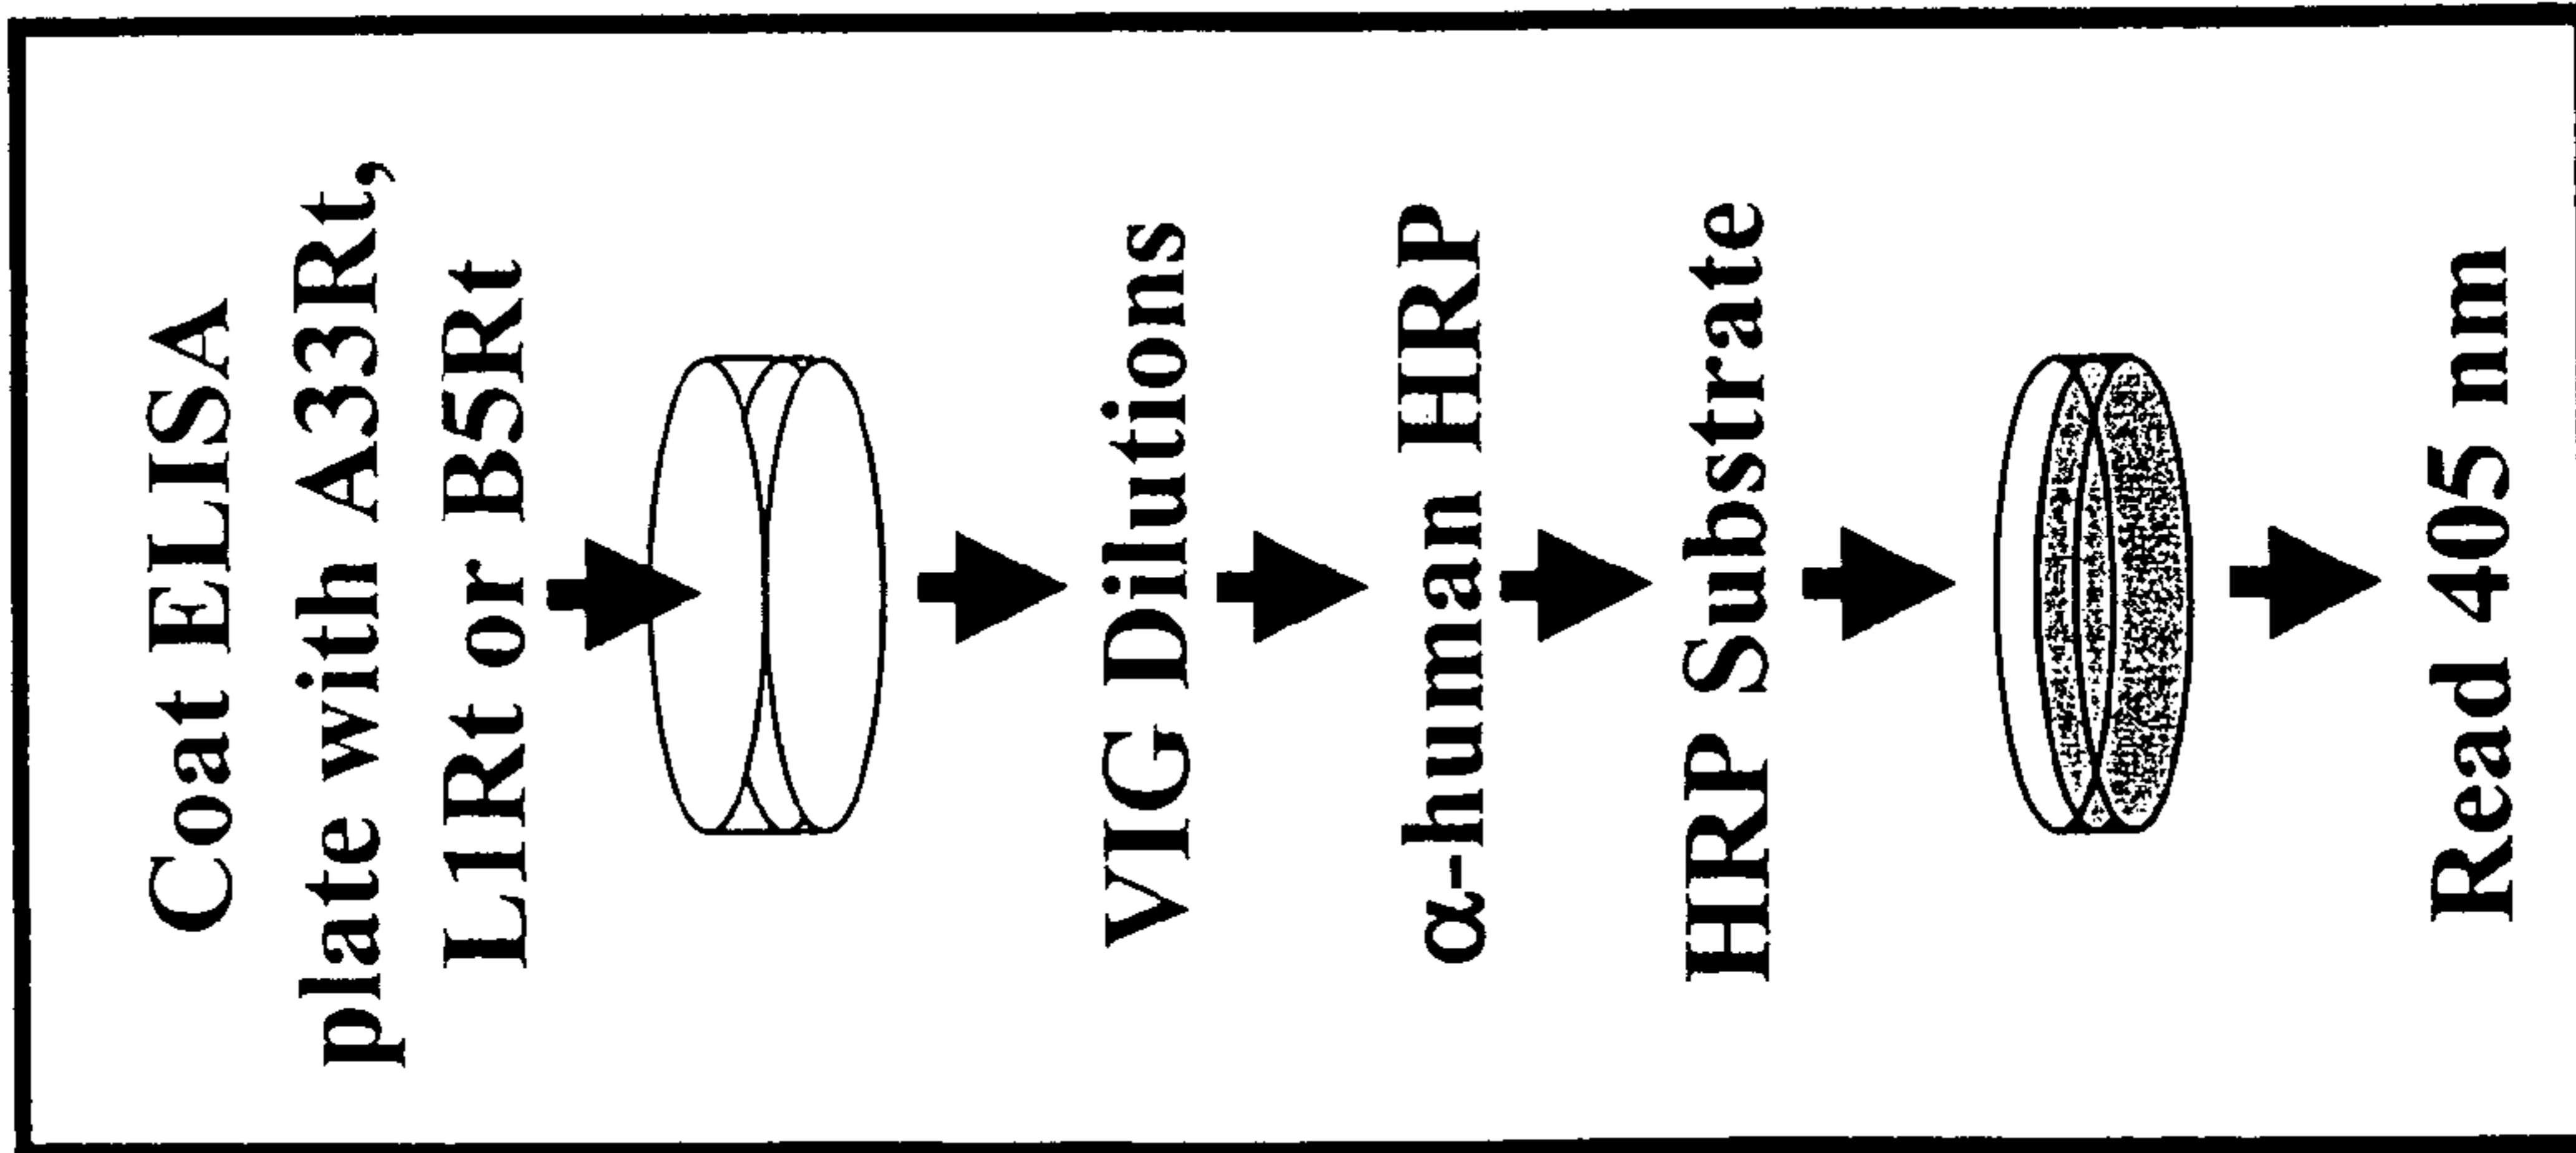 Coat ELISA
plate with A33Rt,
L1Rt or B5Rt
VIG Dilutions
α-human HRP
HRP Substrate
Read 405 nm